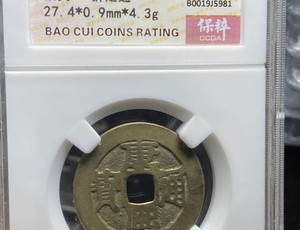 B0019J5981
27.4*0.9mm*4.3g
保粹
CCDA
BAO CUI COINS RATING
康
寶 通
熙